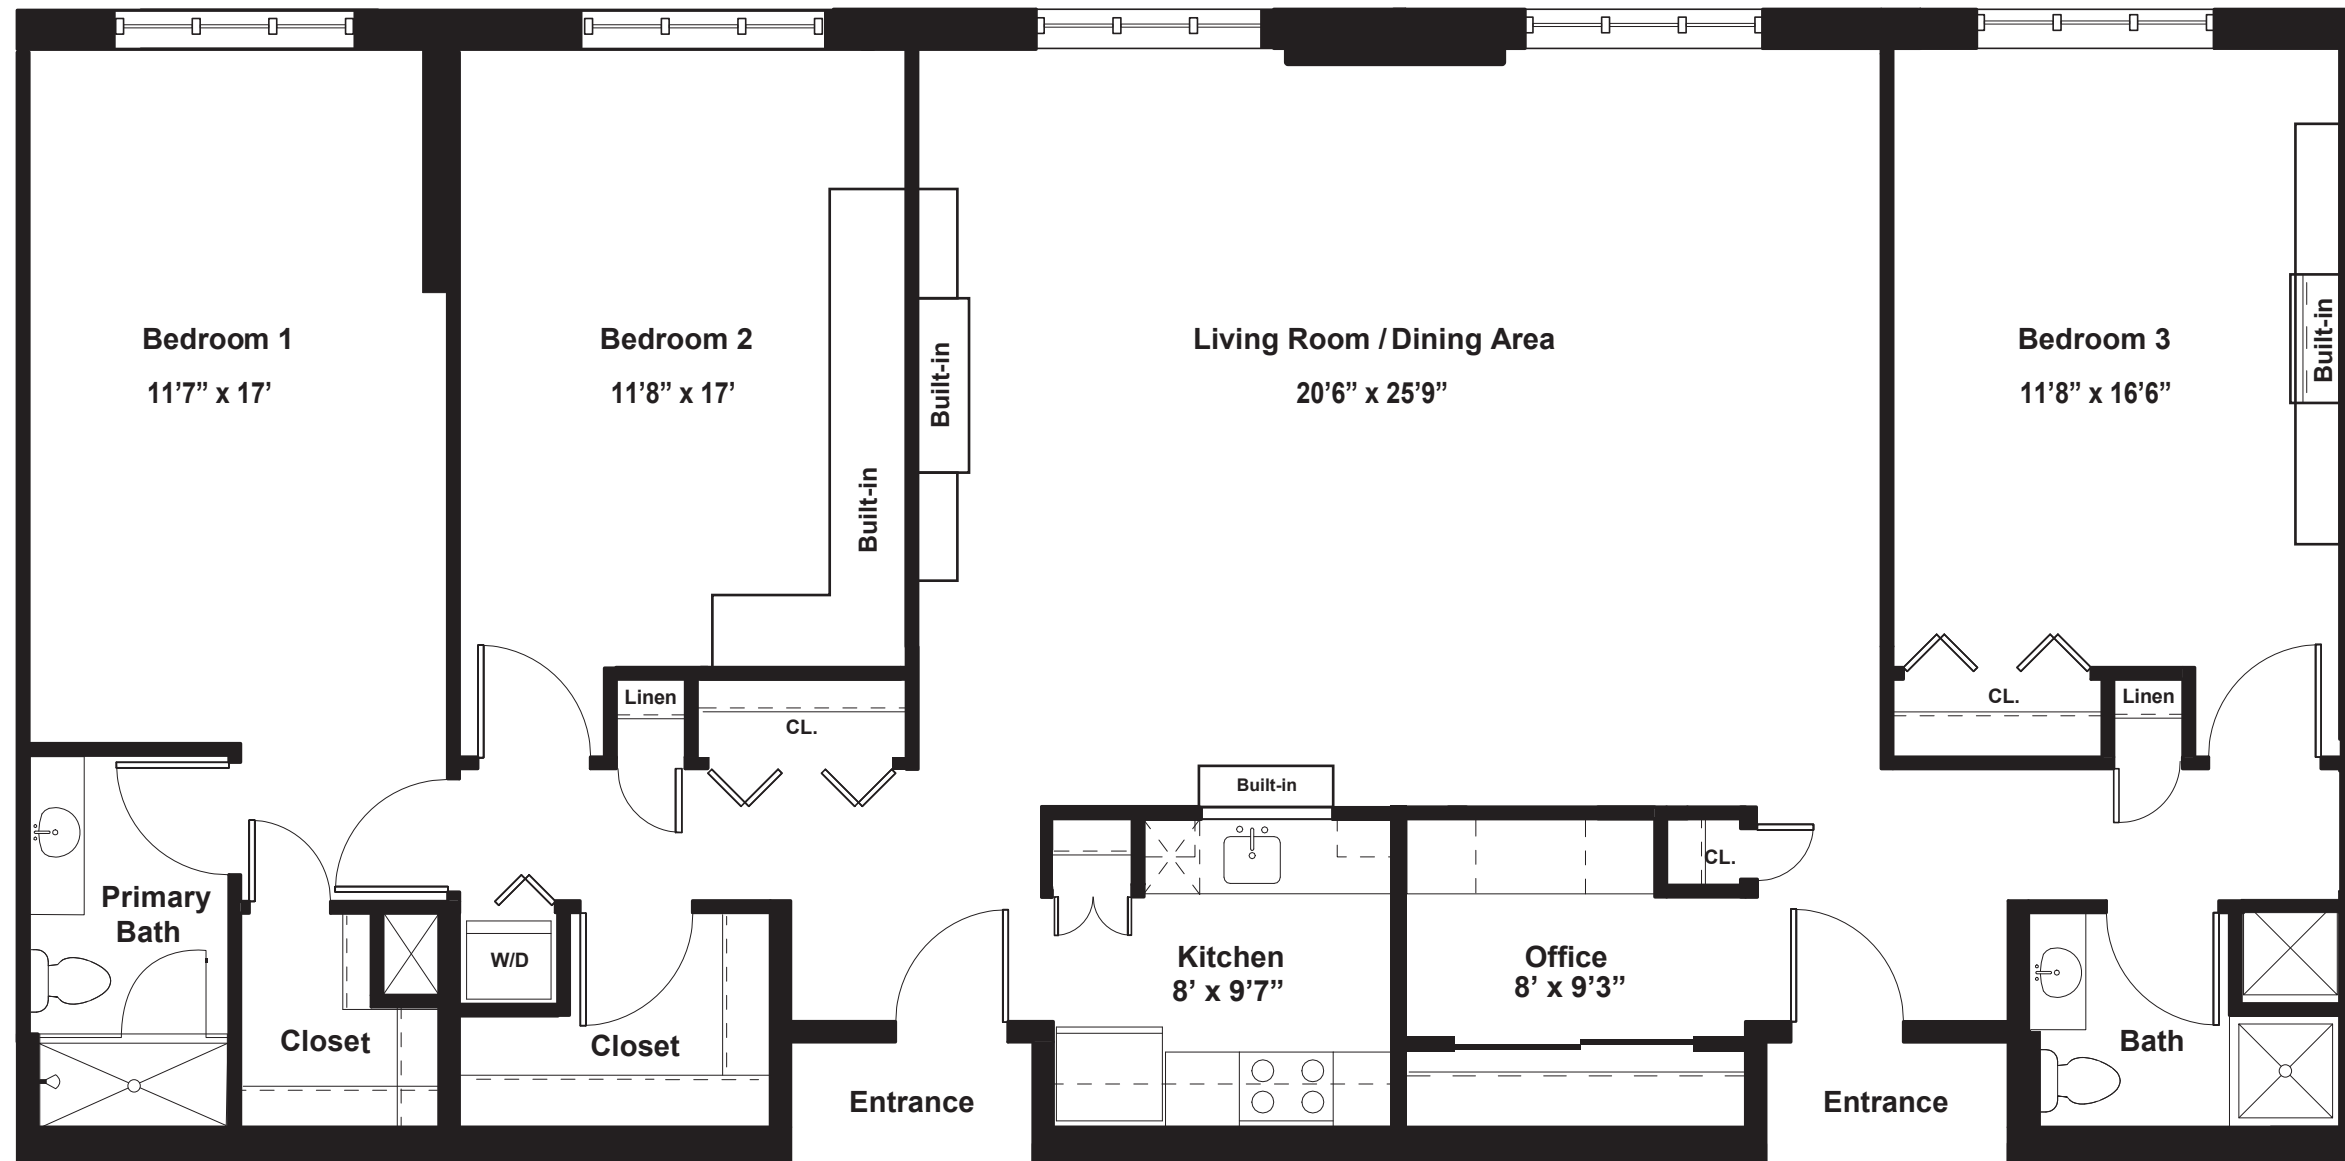 Bedroom 1
11’7” x 17’
Bedroom 2
11’8” x 17’
Built-in
Built-in
Living Room / Dining Area
20’6” x 25’9”
Bedroom 3
11’8” x 16’6”
Built-in
Linen
CL.
CL.
Linen
Built-in
CL.
Primary
Bath
W/D
Closet
Closet
Entrance
Kitchen
8’ x 9’7”
Office
8’ x 9’3”
Entrance
Bath